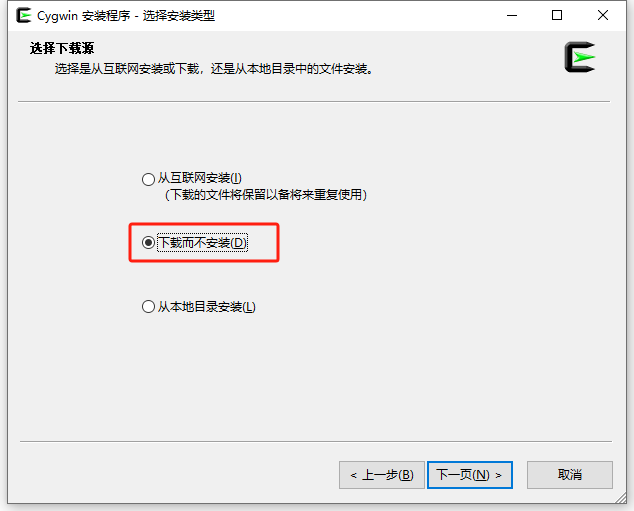 Cygwin 安装程序 - 选择安装类型
选择下载源
选择是从互联网安装或下载，还是从本地目录中的文件安装。
从互联网安装(I)
（下载的文件将保留以备将来重复使用）
下载而不安装(D)
从本地目录安装(L)
< 上一步(B)
下一页(N) >
取消